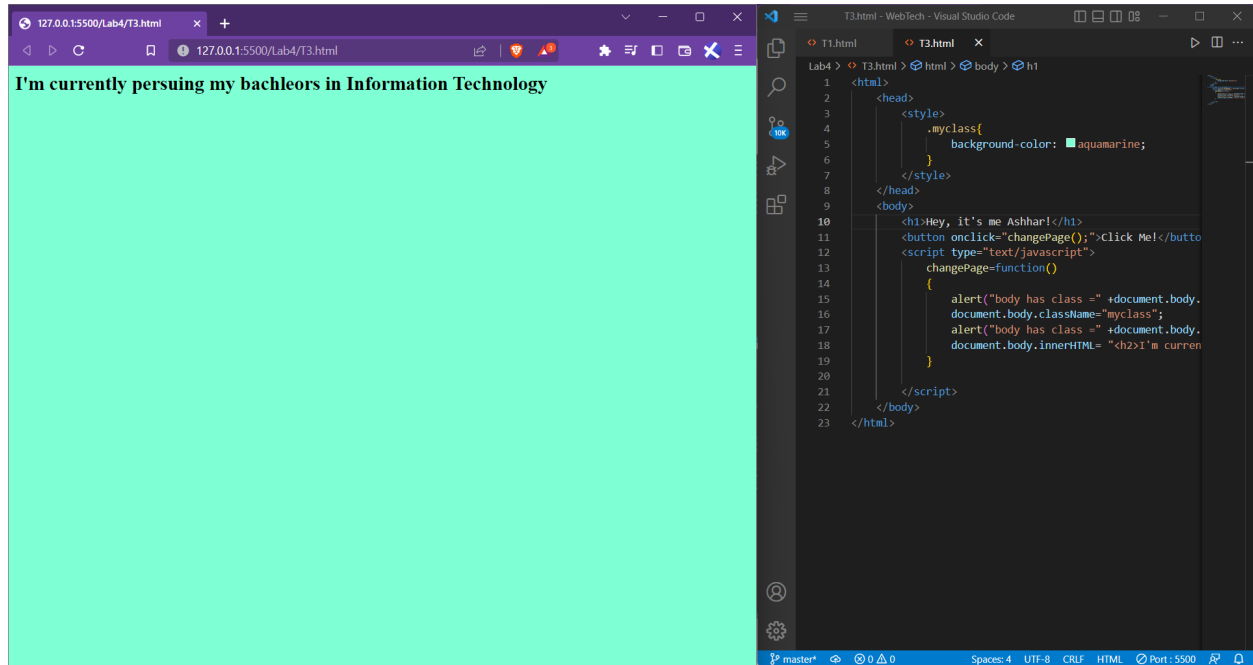 127.0.0.1:5500/Lab4/T3.html
127.0.0.1:5500/Lab4/T3.html
3
I'm currently persuing my bachleors in Information Technology
T3.html - WebTech - Visual Studio Code
T1.html
T3.html
Lab4 > T3.html > html > body > h1
10K
1 <html>
2 <head>
3 <style>
4 .myclass{
5 background-color: aquamarine;
6 }
7 </style>
8 </head>
9 <body>
10 <h1>Hey, it's me Ashhar!</h1>
11 <button onclick="changePage();">Click Me!</butto
12 <script type="text/javascript">
13 changePage=function()
14 {
15 alert("body has class =" +document.body.
16 document.body.className="myclass";
17 alert("body has class =" +document.body.
18 document.body.innerHTML= "<h2>I'm curren
19 }
20
21 </script>
22 </body>
23 </html>
master* 0 0 Spaces: 4 UTF-8 CRLF HTML Port : 5500